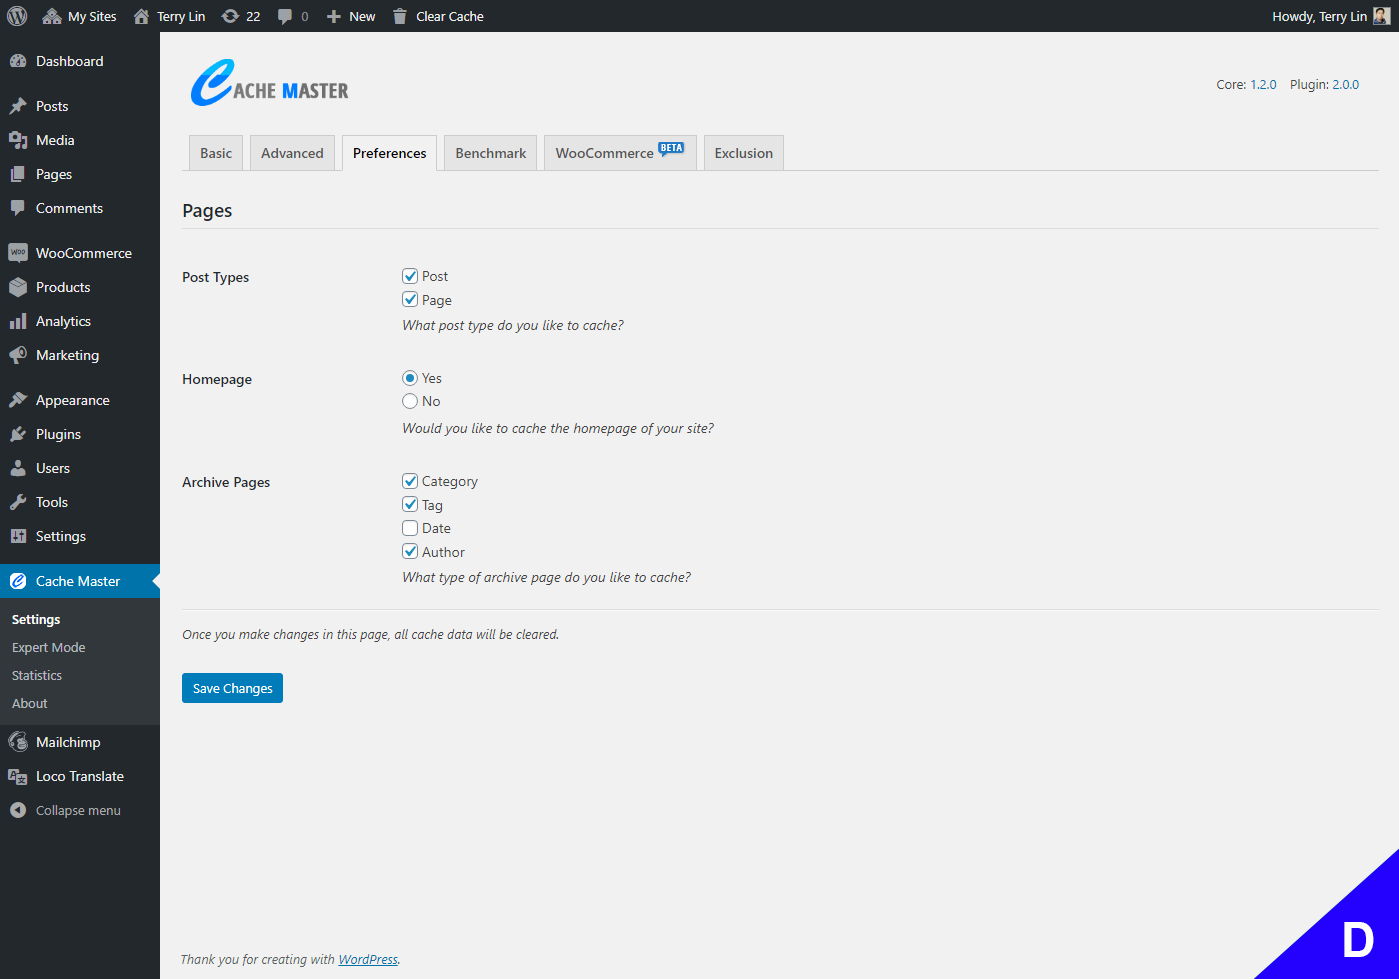 My Sites Terry Lin 22 0 New Clear Cache Howdy, Terry Lin
Dashboard
Posts
Media
Pages
Comments
WooCommerce
Products
Analytics
Marketing
Appearance
Plugins
Users
Tools
Settings
Cache Master
Settings
Expert Mode
Statistics
About
Mailchimp
Loco Translate
Collapse menu
CACHE MASTER
Core: 1.2.0 Plugin: 2.0.0
Basic Advanced Preferences Benchmark WooCommerce BETA Exclusion
Pages
Post Types
Post
Page
What post type do you like to cache?
Homepage
Yes
No
Would you like to cache the homepage of your site?
Archive Pages
Category
Tag
Date
Author
What type of archive page do you like to cache?
Once you make changes in this page, all cache data will be cleared.
Save Changes
Thank you for creating with WordPress.
D